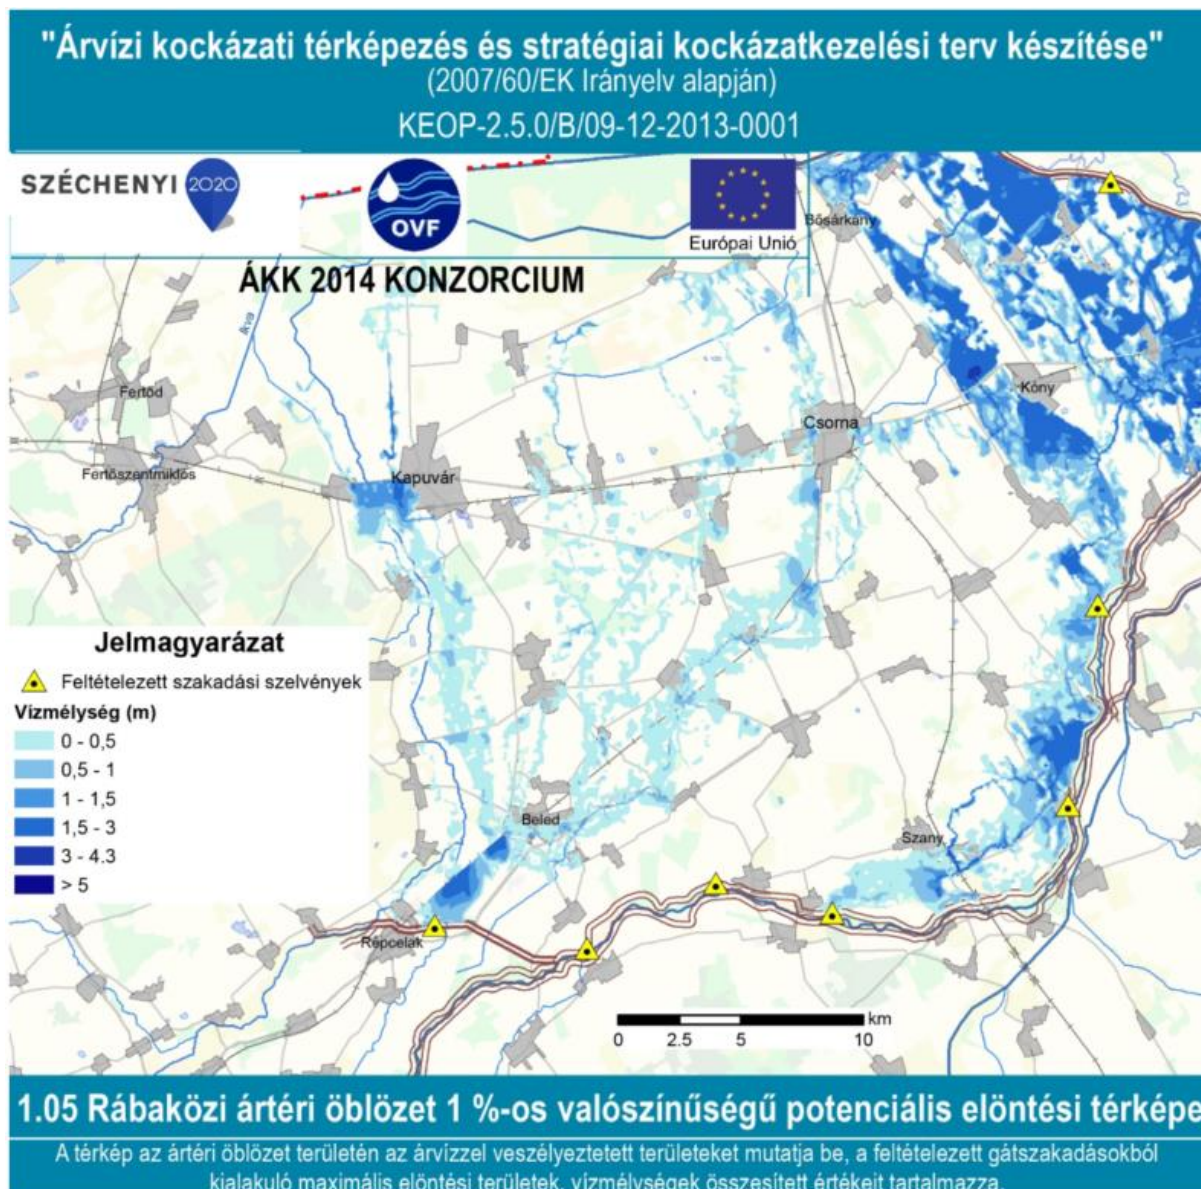 "Árvízi kockázati térképezés és stratégiai kockázatkezelési terv készítése"
(2007/60/EK Irányelv alapján)
KEOP-2.5.0/B/09-12-2013-0001
SZÉCHENYI 2020
OVF
Európai Unió
ÁKK 2014 KONZORCIUM
Bősárkány
Ikva
Fertőd
Kóny
Csorna
Fertőszentmiklós
Kapuvár
Jelmagyarázat
Feltételezett szakadási szelvények
Vízmélység (m)
0 - 0,5
0,5 - 1
1 - 1,5
1,5 - 3
3 - 4.3
> 5
Beled
Szany
Répcelak
km
0 2.5 5 10
1.05 Rábaközi ártéri öblözet 1 %-os valószínűségű potenciális elöntési térképe
A térkép az ártéri öblözet területén az árvízzel veszélyeztetett területeket mutatja be, a feltételezett gátszakadásokból
kialakuló maximális elöntési területek, vízmélységek összesített értékeit tartalmazza.